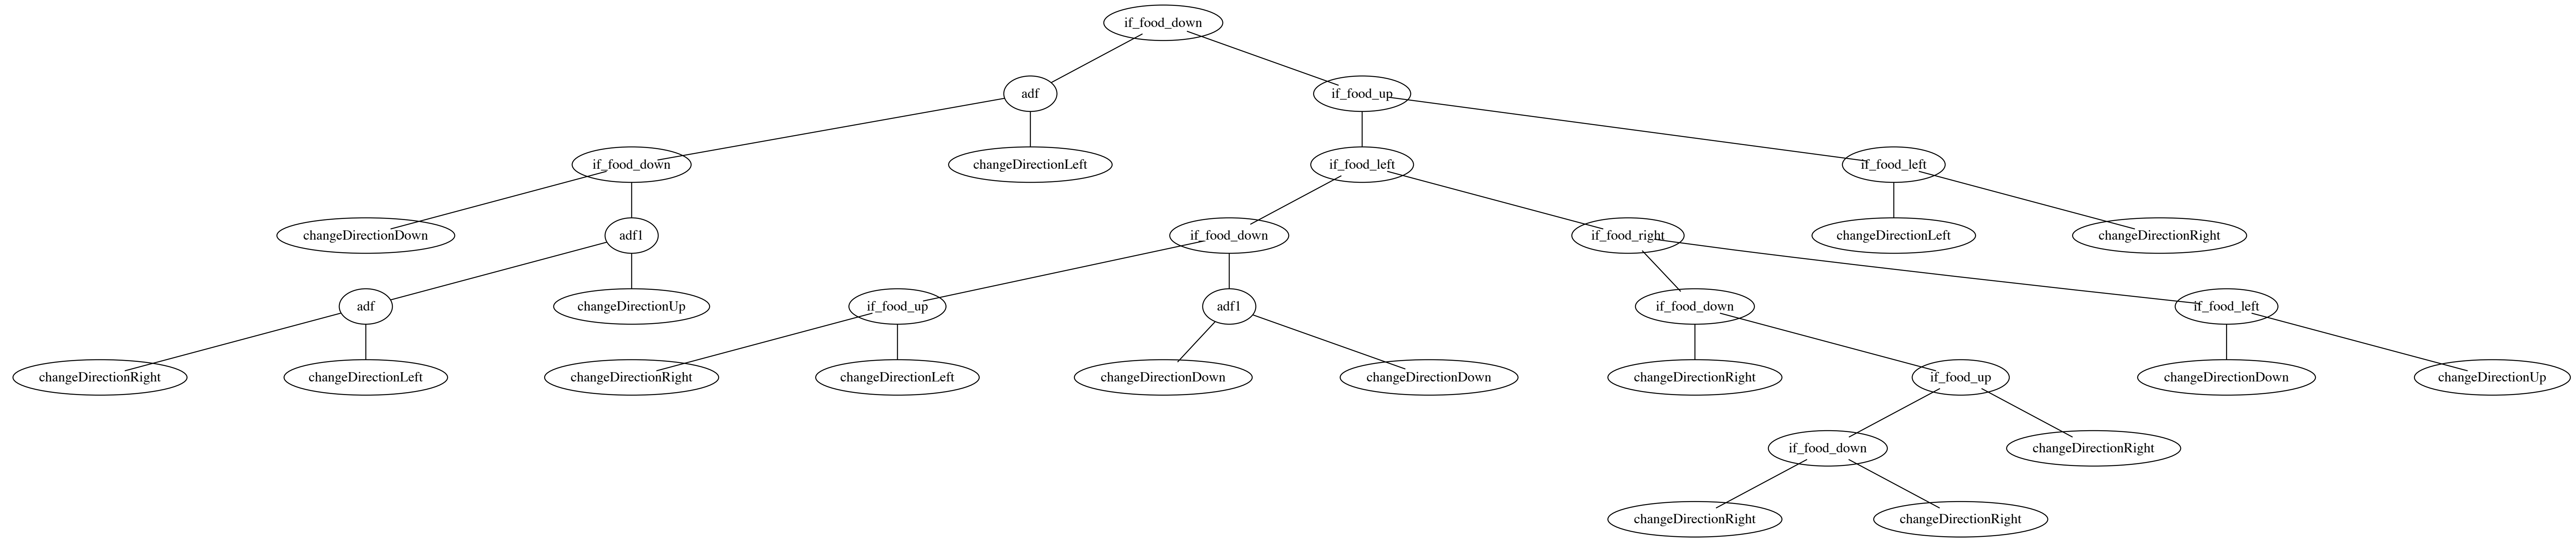 if_food_down
adf
if_food_up
if_food_down
changeDirectionLeft
if_food_left
if_food_left
changeDirectionDown
adf1
if_food_down
if_food_right
changeDirectionLeft
changeDirectionRight
adf
changeDirectionUp
if_food_up
adf1
if_food_down
if_food_left
changeDirectionRight
changeDirectionLeft
changeDirectionRight
changeDirectionLeft
changeDirectionDown
changeDirectionDown
changeDirectionRight
if_food_up
changeDirectionDown
changeDirectionUp
if_food_down
changeDirectionRight
changeDirectionRight
changeDirectionRight